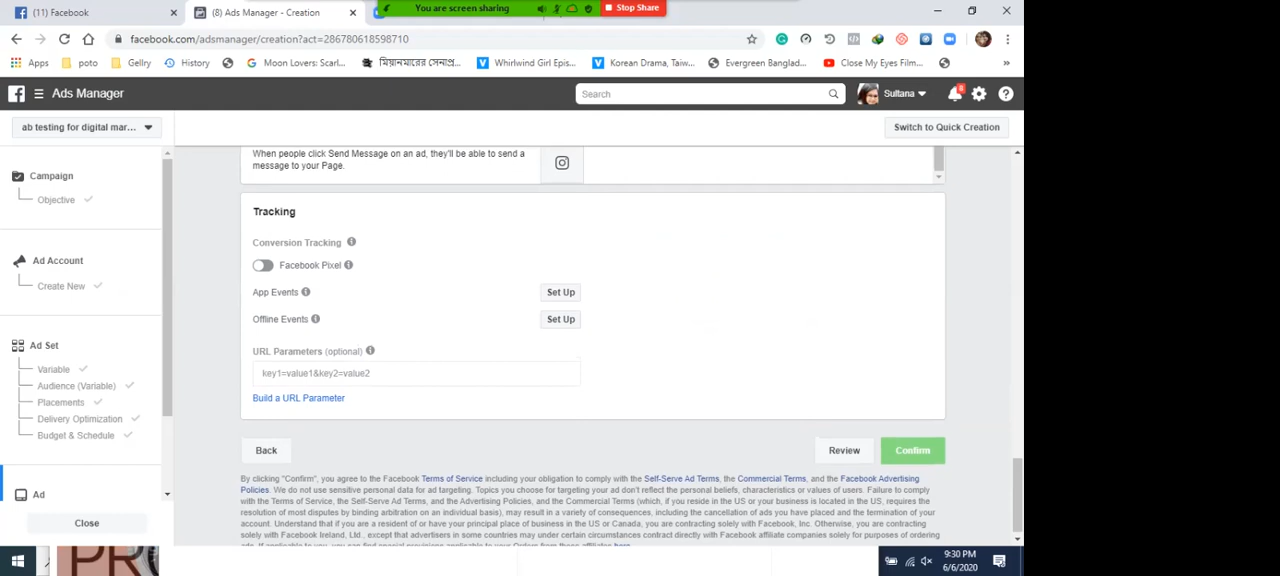 (11) Facebook
(8) Ads Manager - Creation
You are screen sharing
Stop Share
facebook.com/adsmanager/creation?act=286780618598710
Apps
poto
Gellry
History
Moon Lovers: Scarl...
মিয়ানমারের সেনাপ্র...
Whirlwind Girl Epis...
Korean Drama, Taiw...
Evergreen Banglad...
Close My Eyes Film...
Ads Manager
Search
Sultana
8
ab testing for digital mar...
Switch to Quick Creation
Campaign
Objective
Ad Account
Create New
Ad Set
Variable
Audience (Variable)
Placements
Delivery Optimization
Budget & Schedule
Ad
Close
When people click Send Message on an ad, they'll be able to send a
message to your Page.
Tracking
Conversion Tracking
Facebook Pixel
App Events
Set Up
Offline Events
Set Up
URL Parameters (optional)
key1=value1&key2=value2
Build a URL Parameter
Back
Review
Confirm
By clicking "Confirm", you agree to the Facebook Terms of Service including your obligation to comply with the Self-Serve Ad Terms, the Commercial Terms, and the Facebook Advertising
Policies. We do not use sensitive personal data for ad targeting. Topics you choose for targeting your ad don't reflect the personal beliefs, characteristics or values of users. Failure to comply
with the Terms of Service, the Self-Serve Ad Terms, and the Advertising Policies, and the Commercial Terms (which, if you reside in the US or your business is located in the US, requires the
resolution of most disputes by binding arbitration on an individual basis), may result in a variety of consequences, including the cancellation of ads you have placed and the termination of your
account. Understand that if you are a resident of or have your principal place of business in the US or Canada, you are contracting solely with Facebook, Inc. Otherwise, you are contracting
solely with Facebook Ireland, Ltd., except that advertisers in some countries may under certain circumstances contract directly with Facebook affiliate companies solely for purposes of ordering
9:30 PM
6/6/2020